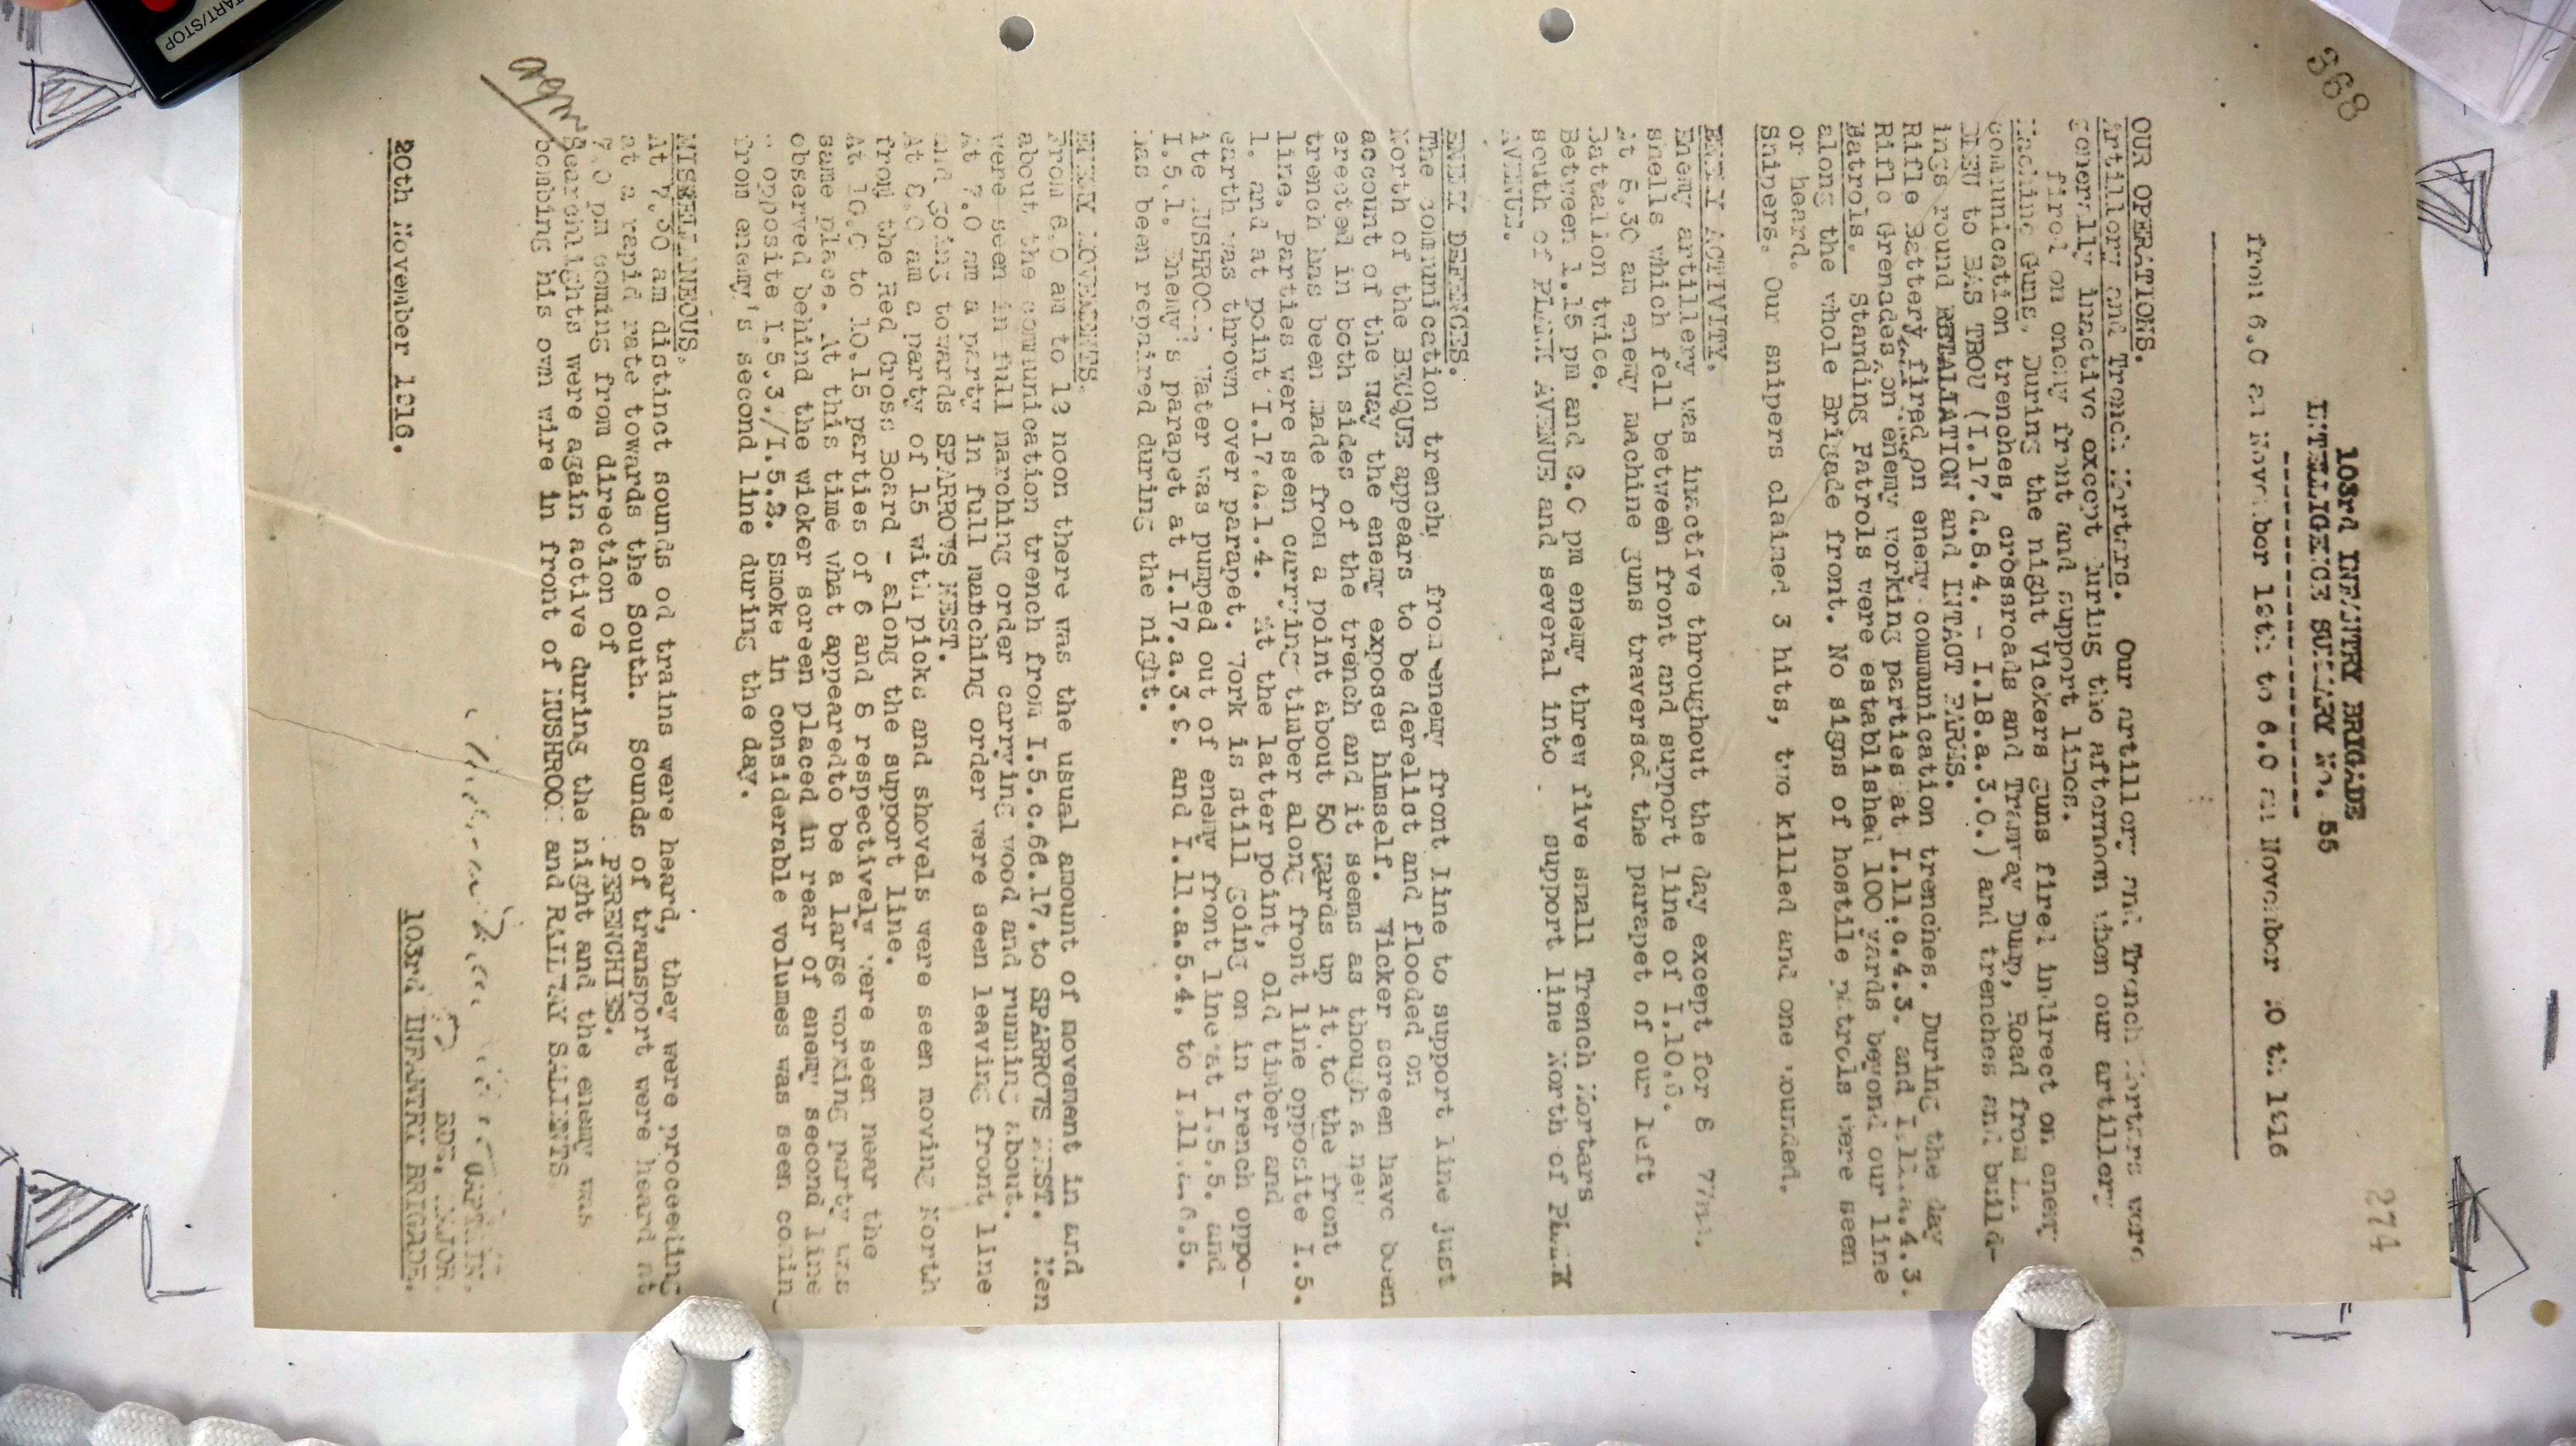 368
274
103rd INFANTRY BRIGADE
INTELLIGENCE SUMMARY NO. 55
from 6.0 am November 19th to 6.0 am November 20 th 1916
OUR OPERATIONS.
Artillery and Trench Mortars. Our artillery and Trench Mortars were
generally inactive except during the afternoon when our artillery
fired on enemy front and support lines.
Machine Guns. During the night Vickers guns fired indirect on enemy
communication trenches, crossroads and Tramway Dump, Road from LE
BLEU to BAS TROU (I.17.d.8.4. - I.18.a.3.0.) and trenches and build-
ings round RETALIATION and INTACT FARMS.
Rifle Battery fired on enemy communication trenches. During the day
Rifle Grenades on enemy working parties at I.11.c.4.3. and I.11.a.4.3.
Patrols. Standing Patrols were established 100 yards beyond our line
along the whole Brigade front. No signs of hostile patrols were seen
or heard.
Snipers. Our snipers claimed 3 hits, two killed and one wounded.
ENEMY ACTIVITY.
Enemy artillery was inactive throughout the day except for 8 77mm.
shells which fell between front and support line of I.10.6.
At 5.30 am enemy machine guns traversed the parapet of our left
Battalion twice.
Between 1.15 pm and 2.0 pm enemy threw five small Trench Mortars
south of PLANK AVENUE and several into support line North of PLANK
AVENUE.
ENEMY DEFENCES.
The communication trench from enemy front line to support line just
North of the BECQUE appears to be derelict and flooded on
account of the way the enemy exposes himself. Wicker screen have been
erected in both sides of the trench and it seems as though a new
trench has been made from a point about 50 yards up it to the front
line. Parties were seen carrying timber along front line opposite I.5.
1. and at point I.17.a.1.4. At the latter point, old timber and
earth was thrown over parapet. Work is still going on in trench oppo-
ite MUSHROOM. Water was pumped out of enemy front line at I.5.5. and
I.5.1. Enemy's parapet at I.17.a.3.8. and I.11.a.5.4. to I.11.a.6.5.
has been repaired during the night.
ENEMY MOVEMENTS.
From 6.0 am to 12 noon there was the usual amount of movement in and
about the communication trench from I.5.c.66.17.to SPARROWS NEST. Men
were seen in full marching order carrying wood and running about.
At 7.0 am a party in full matching order were seen leaving front line
and going towards SPARROWS NEST.
At 8.0 am a party of 15 with picks and shovels were seen moving North
from the Red Cross Board - along the support line.
At 10.0 to 10.15 parties of 6 and 8 respectively were seen near the
same place. At this time what appearedto be a large working party was
observed behind the wicker screen placed in rear of enemy second line
opposite I.5.3./I.5.2. Smoke in considerable volumes was seen coming
from enemy's second line during the day.
MISCELLANEOUS.
At 7.30 am distinct sounds od trains were heard, they were proceeding
at a rapid rate towards the South. Sounds of transport were heard at
7.0 pm coming from direction of PERENCHIES.
Searchlights were again active during the night and the enemy was
bombing his own wire in front of MUSHROOM and RAILWAY SALIENTS
CAPTAIN.
BDE. MAJOR.
20th November 1916.
103rd INFANTRY BRIGADE.
START/STOP